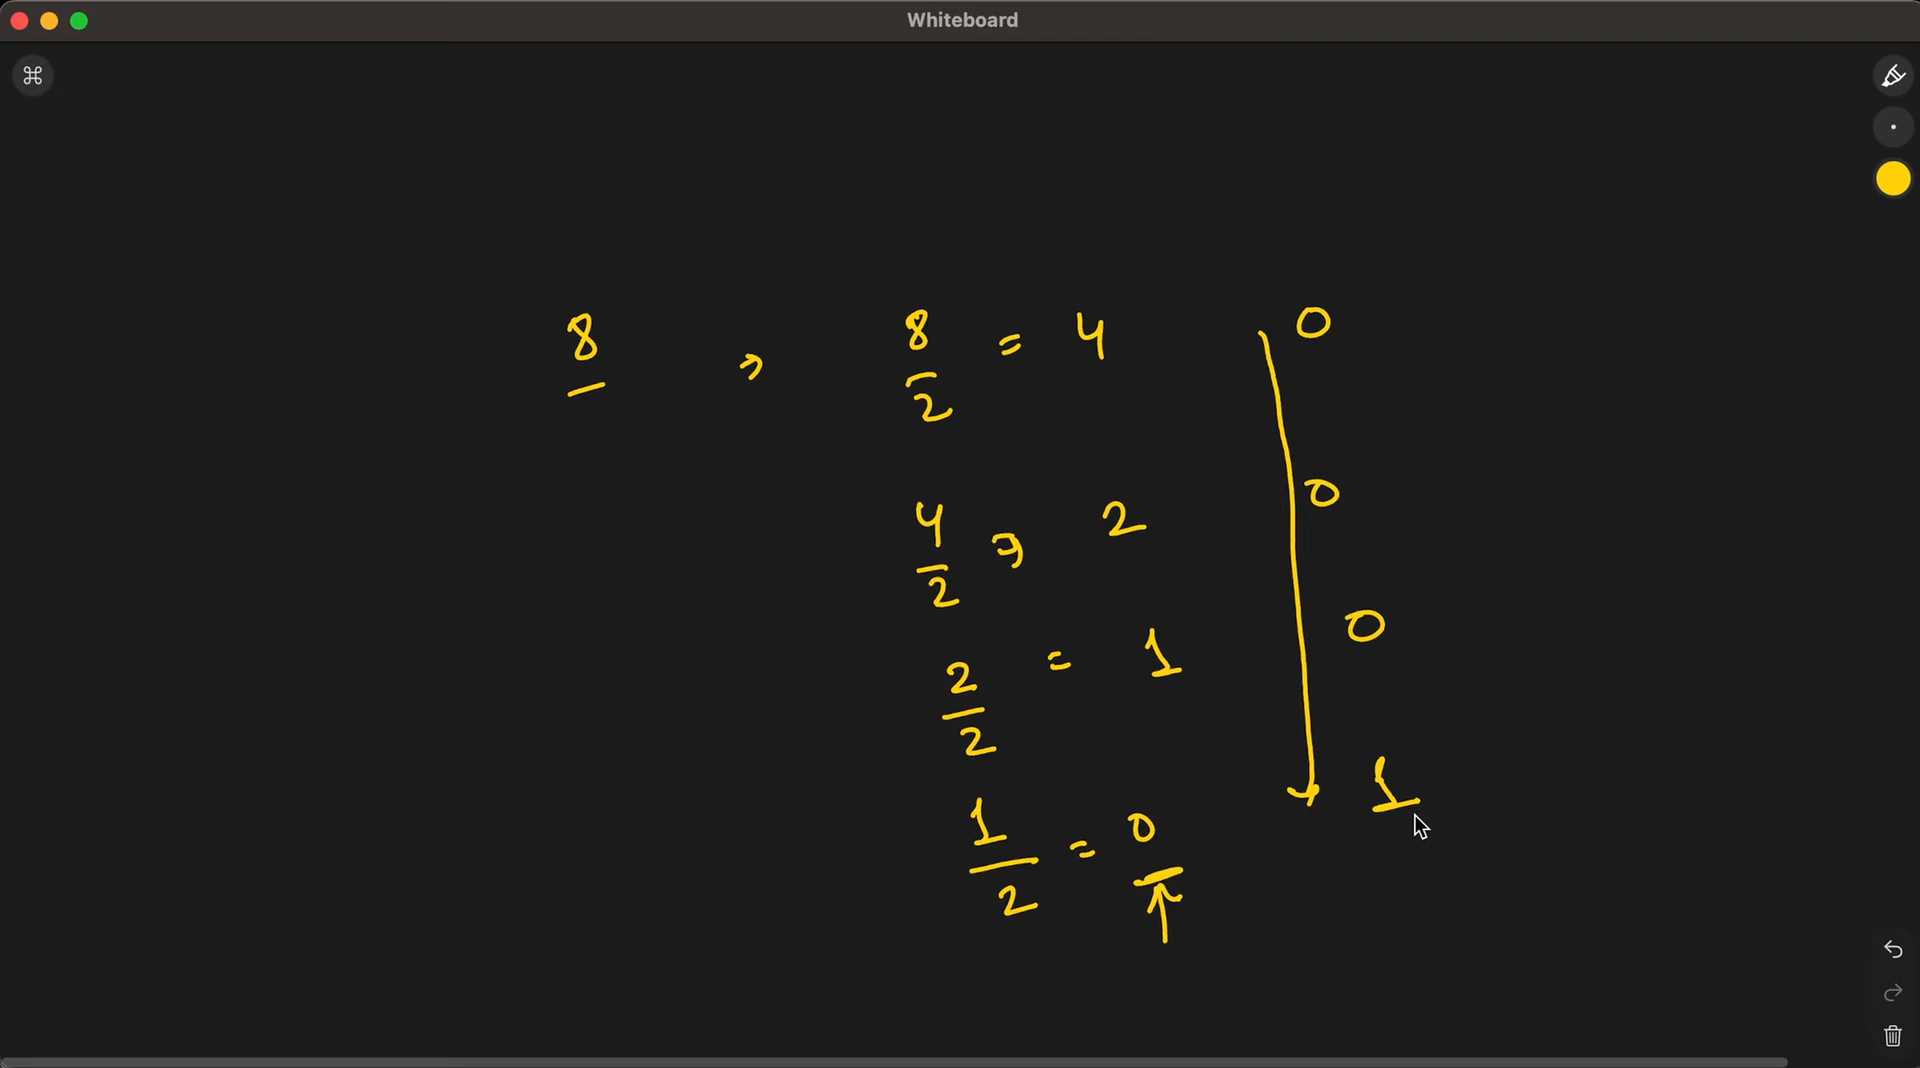 Whiteboard
8 → 8/2 = 4 0
4/2 ⇒ 2 0
2/2 = 1 0
1/2 = 0 1